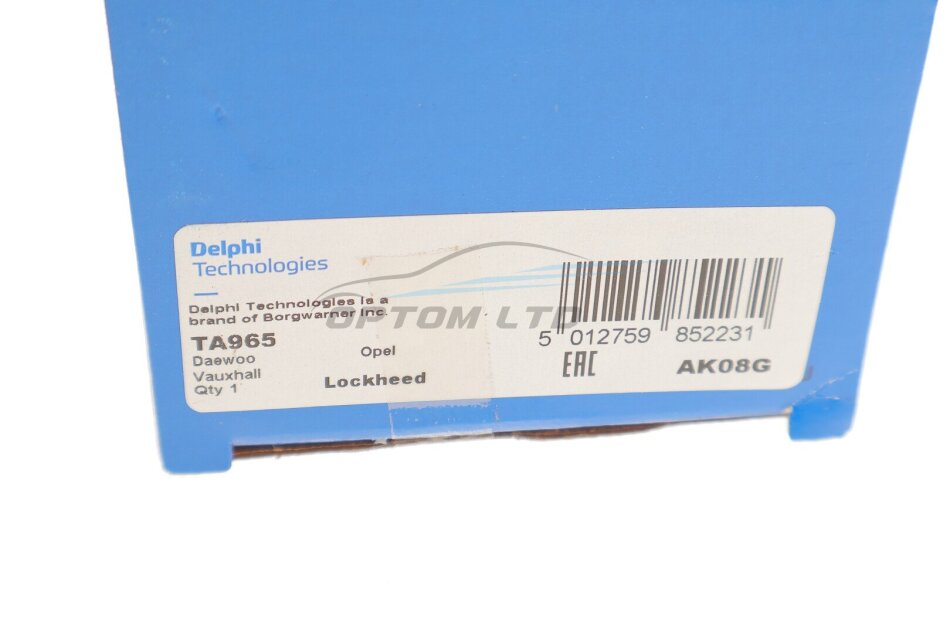 Delphi
Technologies
Delphi Technologies is a
brand of Borgwarner Inc.
OPTOM LTD
TA965
Daewoo
Opel
Vauxhall
Lockheed
Qty 1
5 012759 852231
EAC
AK08G